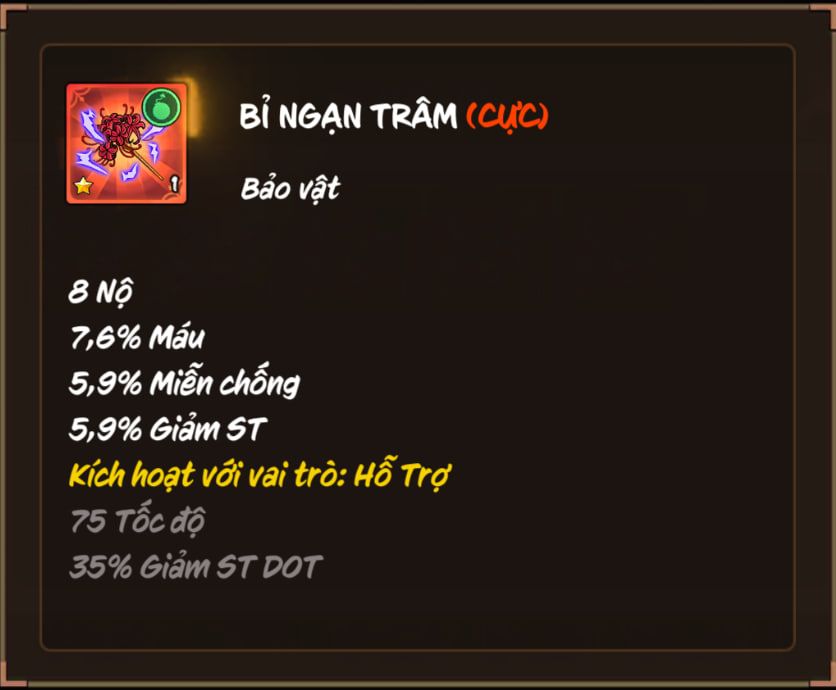 BỈ NGẠN TRÂM (CỰC)
1
Bảo vật
8 Nộ
7,6% Máu
5,9% Miễn chống
5,9% Giảm ST
Kích hoạt với vai trò: Hỗ Trợ
75 Tốc độ
35% Giảm ST DOT